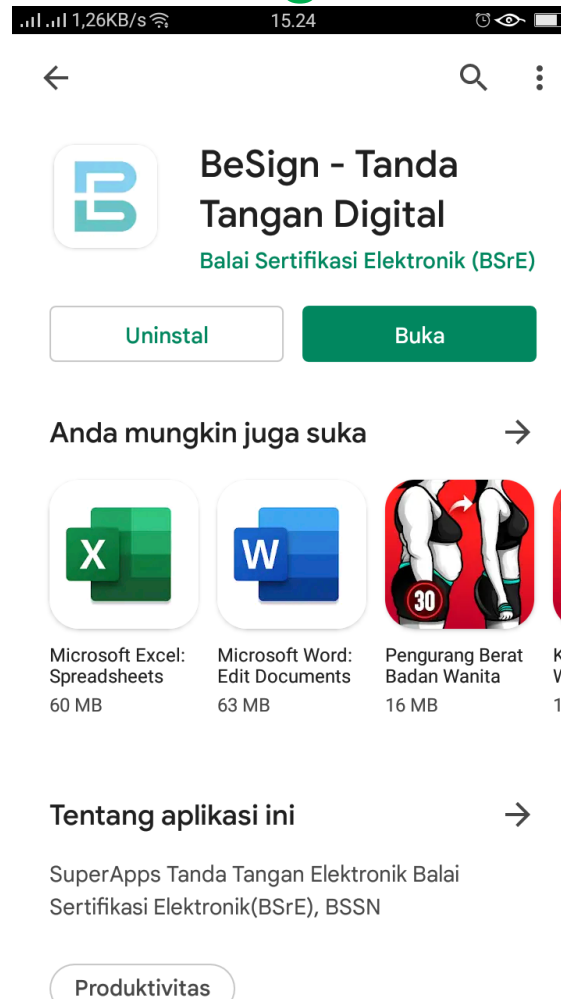 1,26KB/s
15.24
BeSign - Tanda
Tangan Digital
Balai Sertifikasi Elektronik (BSrE)
Uninstal
Buka
Anda mungkin juga suka
X
W
30
Microsoft Excel:
Spreadsheets
60 MB
Microsoft Word:
Edit Documents
63 MB
Pengurang Berat
Badan Wanita
16 MB
Tentang aplikasi ini
SuperApps Tanda Tangan Elektronik Balai
Sertifikasi Elektronik(BSrE), BSSN
Produktivitas